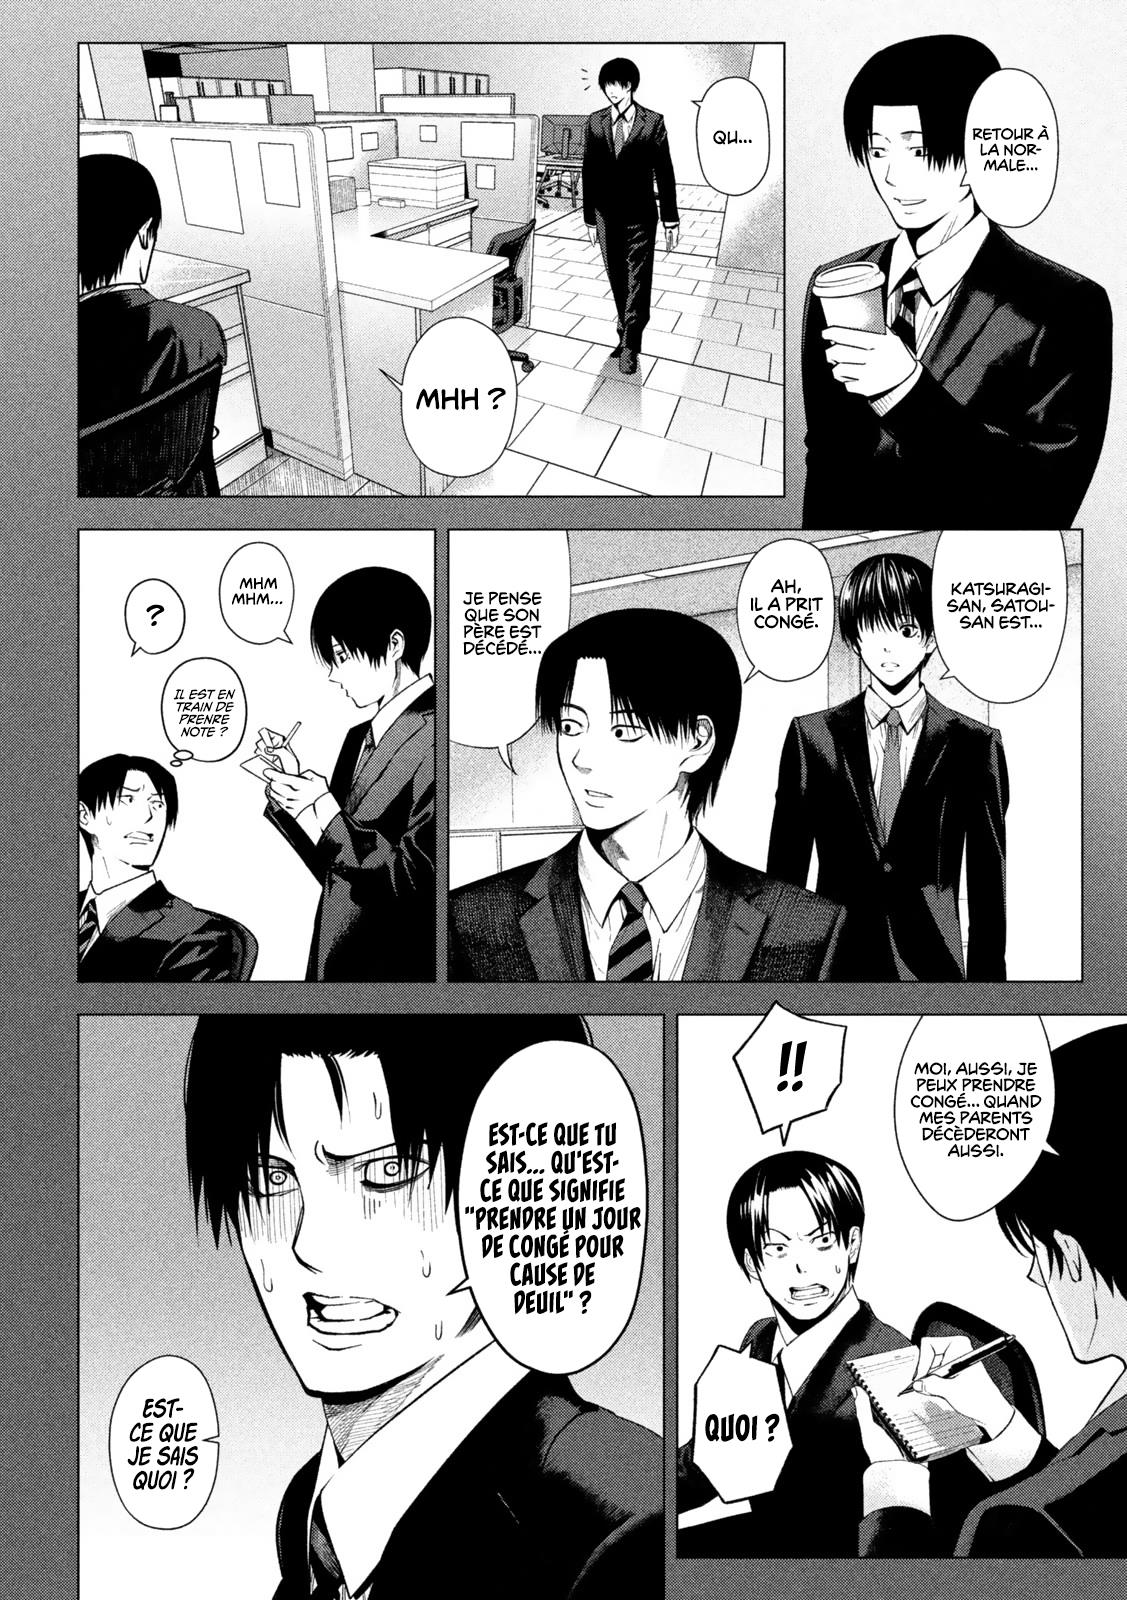 RETOUR À
LA NOR-
MALE...
QU...
MHH ?
KATSURAGI-
SAN, SATOU-
SAN EST...
AH,
IL A PRIT
CONGÉ.
JE PENSE
QUE SON
PÈRE EST
DÉCÉDÉ...
MHM
MHM...
?
IL EST EN
TRAIN DE
PRENRE
NOTE ?
MOI, AUSSI, JE
PEUX PRENDRE
CONGÉ... QUAND
MES PARENTS
DÉCÈDERONT
AUSSI.
!!
QUOI ?
EST-CE QUE TU
SAIS... QU'EST-
CE QUE SIGNIFIE
"PRENDRE UN JOUR
DE CONGÉ POUR
CAUSE DE
DEUIL" ?
EST-
CE QUE
JE SAIS
QUOI ?